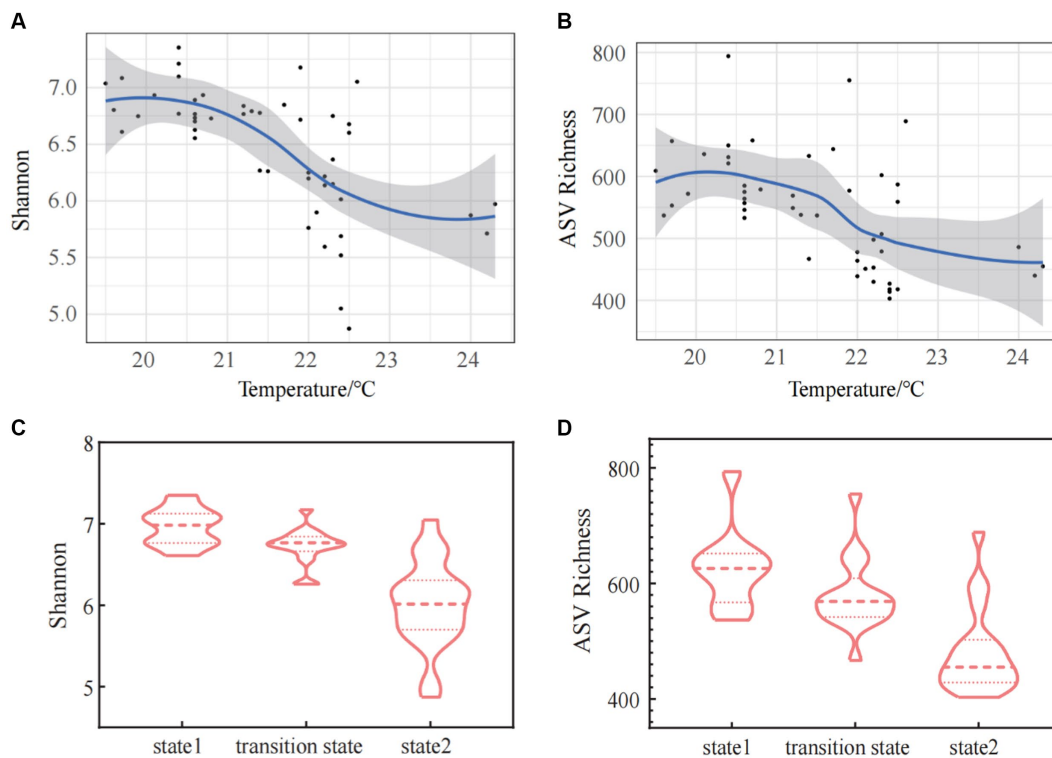 A
7.0
6.5
6.0
5.5
5.0
Shannon
20 21 22 23 24
Temperature/°C
B
800
700
600
500
400
ASV Richness
20 21 22 23 24
Temperature/°C
C
8
7
6
5
Shannon
state1 transition state state2
D
800
600
400
ASV Richness
state1 transition state state2